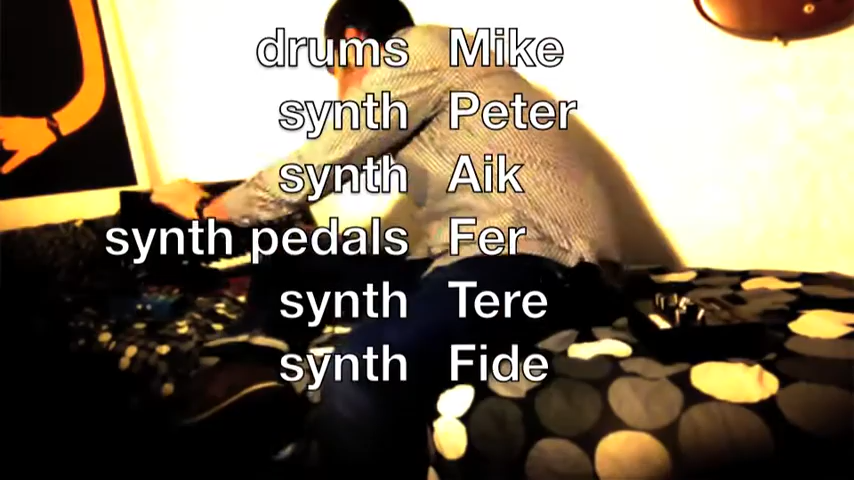 drums Mike
synth Peter
synth Aik
synth pedals Fer
synth Tere
synth Fide